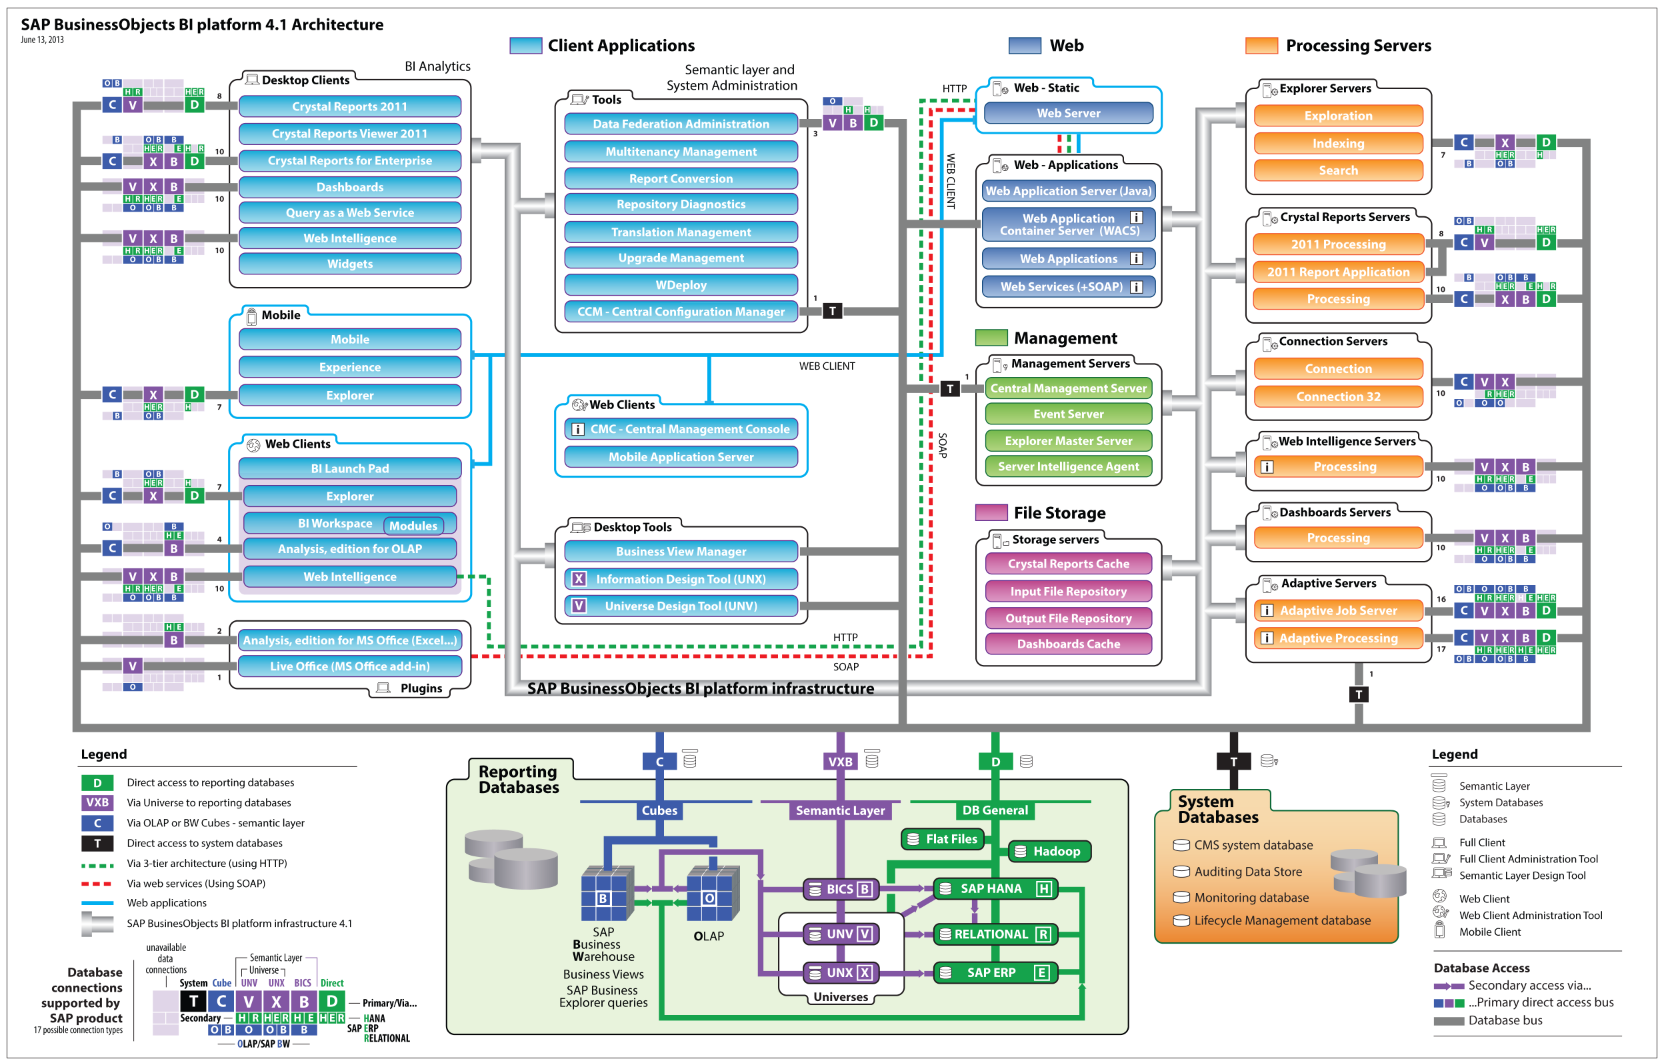 SAP BusinessObjects BI platform 4.1 Architecture
June 13, 2013
Client Applications
Web
Processing Servers
BI Analytics
Semantic layer and
System Administration
Desktop Clients
Crystal Reports 2011
Crystal Reports Viewer 2011
Crystal Reports for Enterprise
Dashboards
Query as a Web Service
Web Intelligence
Widgets
Mobile
Mobile
Experience
Explorer
Web Clients
BI Launch Pad
Explorer
BI Workspace
Modules
Analysis, edition for OLAP
Web Intelligence
Analysis, edition for MS Office (Excel...)
Live Office (MS Office add-in)
Plugins
Tools
Data Federation Administration
Multitenancy Management
Report Conversion
Repository Diagnostics
Translation Management
Upgrade Management
WDeploy
CCM - Central Configuration Manager
WEB CLIENT
Web Clients
CMC - Central Management Console
Mobile Application Server
Desktop Tools
Business View Manager
X Information Design Tool (UNX)
V Universe Design Tool (UNV)
HTTP
SOAP
SAP BusinessObjects BI platform infrastructure
HTTP
WEB CLIENT
SOAP
Web - Static
Web Server
Web - Applications
Web Application Server (Java)
Web Application
Container Server (WACS)
Web Applications
Web Services (+SOAP)
Management
Management Servers
Central Management Server
Event Server
Explorer Master Server
Server Intelligence Agent
File Storage
Storage servers
Crystal Reports Cache
Input File Repository
Output File Repository
Dashboards Cache
Explorer Servers
Exploration
Indexing
Search
Crystal Reports Servers
2011 Processing
2011 Report Application
Processing
Connection Servers
Connection
Connection 32
Web Intelligence Servers
Processing
Dashboards Servers
Processing
Adaptive Servers
Adaptive Job Server
Adaptive Processing
1
T
Legend
D Direct access to reporting databases
VXB Via Universe to reporting databases
C Via OLAP or BW Cubes - semantic layer
T Direct access to system databases
Via 3-tier architecture (using HTTP)
Via web services (Using SOAP)
Web applications
SAP BusinesObjects BI platform infrastructure 4.1
unavailable
data
connections
Database
connections
supported by
SAP product
17 possible connection types
Semantic Layer
Universe
System Cube UNV UNX BICS Direct
T C V X B D
Primary/Via...
Secondary
H R H E R H E H E R
O B O O B B
HANA
SAP ERP
RELATIONAL
OLAP/SAP BW
Reporting
Databases
C
VXB
D
T
Cubes
Semantic Layer
DB General
Flat Files
Hadoop
B
O
SAP
Business
Warehouse
Business Views
SAP Business
Explorer queries
OLAP
BICS B
UNV V
UNX X
Universes
SAP HANA H
RELATIONAL R
SAP ERP E
System
Databases
CMS system database
Auditing Data Store
Monitoring database
Lifecycle Management database
Legend
Semantic Layer
System Databases
Databases
Full Client
Full Client Administration Tool
Semantic Layer Design Tool
Web Client
Web Client Administration Tool
Mobile Client
Database Access
Secondary access via...
...Primary direct access bus
Database bus